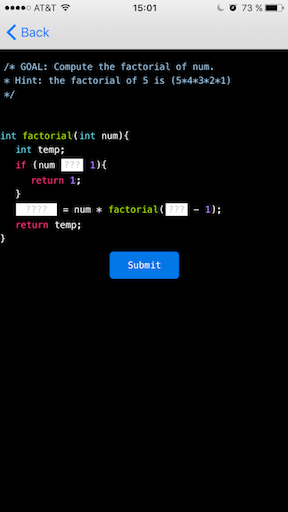 ●●●●○ AT&T 15:01 73 %
Back
/* GOAL: Compute the factorial of num.
* Hint: the factorial of 5 is (5*4*3*2*1)
*/
int factorial(int num){
int temp;
if (num ??? 1){
return 1;
}
???? = num * factorial(??? - 1);
return temp;
}
Submit